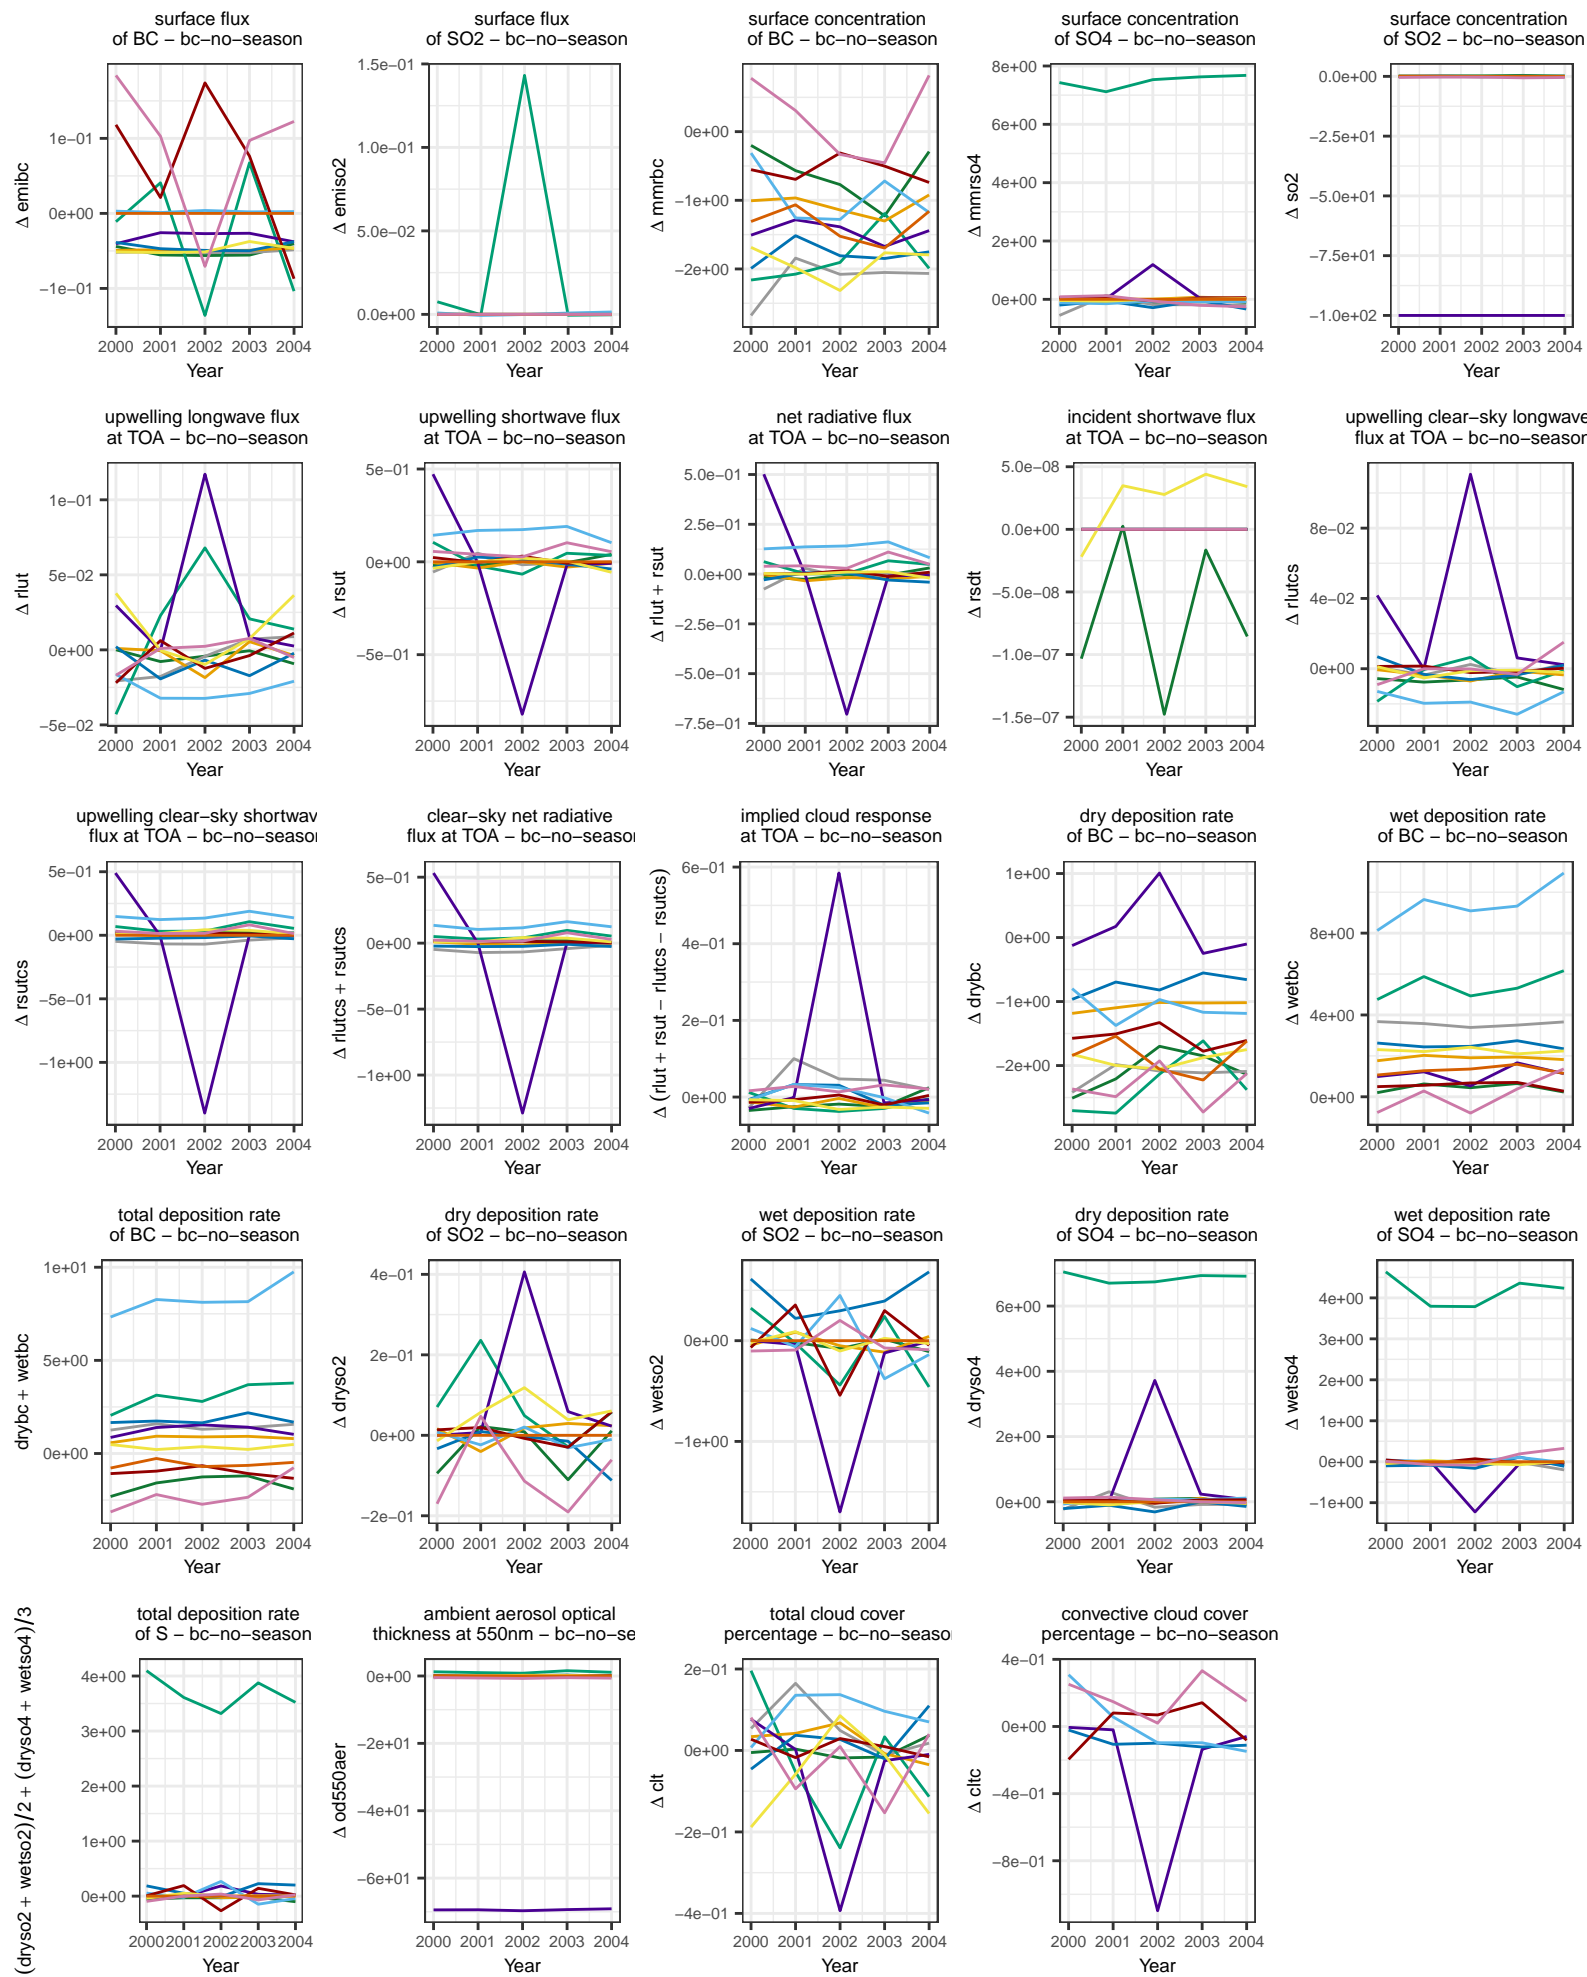 surface flux
of BC − bc−no−season
1e−01
0e+00
−1e−01
Δ emibc
2000 2001 2002 2003 2004
Year
surface flux
of SO2 − bc−no−season
1.5e−01
1.0e−01
5.0e−02
0.0e+00
Δ emiso2
2000 2001 2002 2003 2004
Year
surface concentration
of BC − bc−no−season
0e+00
−1e+00
−2e+00
Δ mmrbc
2000 2001 2002 2003 2004
Year
surface concentration
of SO4 − bc−no−season
8e+00
6e+00
4e+00
2e+00
0e+00
Δ mmrso4
2000 2001 2002 2003 2004
Year
surface concentration
of SO2 − bc−no−season
0.0e+00
−2.5e+01
−5.0e+01
−7.5e+01
−1.0e+02
Δ so2
2000 2001 2002 2003 2004
Year
upwelling longwave flux
at TOA − bc−no−season
1e−01
5e−02
0e+00
−5e−02
Δ rlut
2000 2001 2002 2003 2004
Year
upwelling shortwave flux
at TOA − bc−no−season
5e−01
0e+00
−5e−01
Δ rsut
2000 2001 2002 2003 2004
Year
net radiative flux
at TOA − bc−no−season
5.0e−01
2.5e−01
0.0e+00
−2.5e−01
−5.0e−01
−7.5e−01
Δ rlut + rsut
2000 2001 2002 2003 2004
Year
incident shortwave flux
at TOA − bc−no−season
5.0e−08
0.0e+00
−5.0e−08
−1.0e−07
−1.5e−07
Δ rsdt
2000 2001 2002 2003 2004
Year
upwelling clear−sky longwave
flux at TOA − bc−no−season
8e−02
4e−02
0e+00
Δ rlutcs
2000 2001 2002 2003 2004
Year
upwelling clear−sky shortwav
flux at TOA − bc−no−season
5e−01
0e+00
−5e−01
−1e+00
Δ rsutcs
2000 2001 2002 2003 2004
Year
clear−sky net radiative
flux at TOA − bc−no−season
5e−01
0e+00
−5e−01
−1e+00
Δ rlutcs + rsutcs
2000 2001 2002 2003 2004
Year
implied cloud response
at TOA − bc−no−season
6e−01
4e−01
2e−01
0e+00
Δ (rlut + rsut − rlutcs − rsutcs)
2000 2001 2002 2003 2004
Year
dry deposition rate
of BC − bc−no−season
1e+00
0e+00
−1e+00
−2e+00
Δ drybc
2000 2001 2002 2003 2004
Year
wet deposition rate
of BC − bc−no−season
8e+00
4e+00
0e+00
Δ wetbc
2000 2001 2002 2003 2004
Year
total deposition rate
of BC − bc−no−season
1e+01
5e+00
0e+00
drybc + wetbc
2000 2001 2002 2003 2004
Year
dry deposition rate
of SO2 − bc−no−season
4e−01
2e−01
0e+00
−2e−01
Δ dryso2
2000 2001 2002 2003 2004
Year
wet deposition rate
of SO2 − bc−no−season
0e+00
−1e+00
Δ wetso2
2000 2001 2002 2003 2004
Year
dry deposition rate
of SO4 − bc−no−season
6e+00
4e+00
2e+00
0e+00
Δ dryso4
2000 2001 2002 2003 2004
Year
wet deposition rate
of SO4 − bc−no−season
4e+00
3e+00
2e+00
1e+00
0e+00
−1e+00
Δ wetso4
2000 2001 2002 2003 2004
Year
total deposition rate
of S − bc−no−season
4e+00
3e+00
2e+00
1e+00
0e+00
(dryso2 + wetso2)/2 + (dryso4 + wetso4)/3
2000 2001 2002 2003 2004
Year
ambient aerosol optical
thickness at 550nm − bc−no−se
0e+00
−2e+01
−4e+01
−6e+01
Δ od550aer
2000 2001 2002 2003 2004
Year
total cloud cover
percentage − bc−no−season
2e−01
0e+00
−2e−01
−4e−01
Δ clt
2000 2001 2002 2003 2004
Year
convective cloud cover
percentage − bc−no−season
4e−01
0e+00
−4e−01
−8e−01
Δ cltc
2000 2001 2002 2003 2004
Year